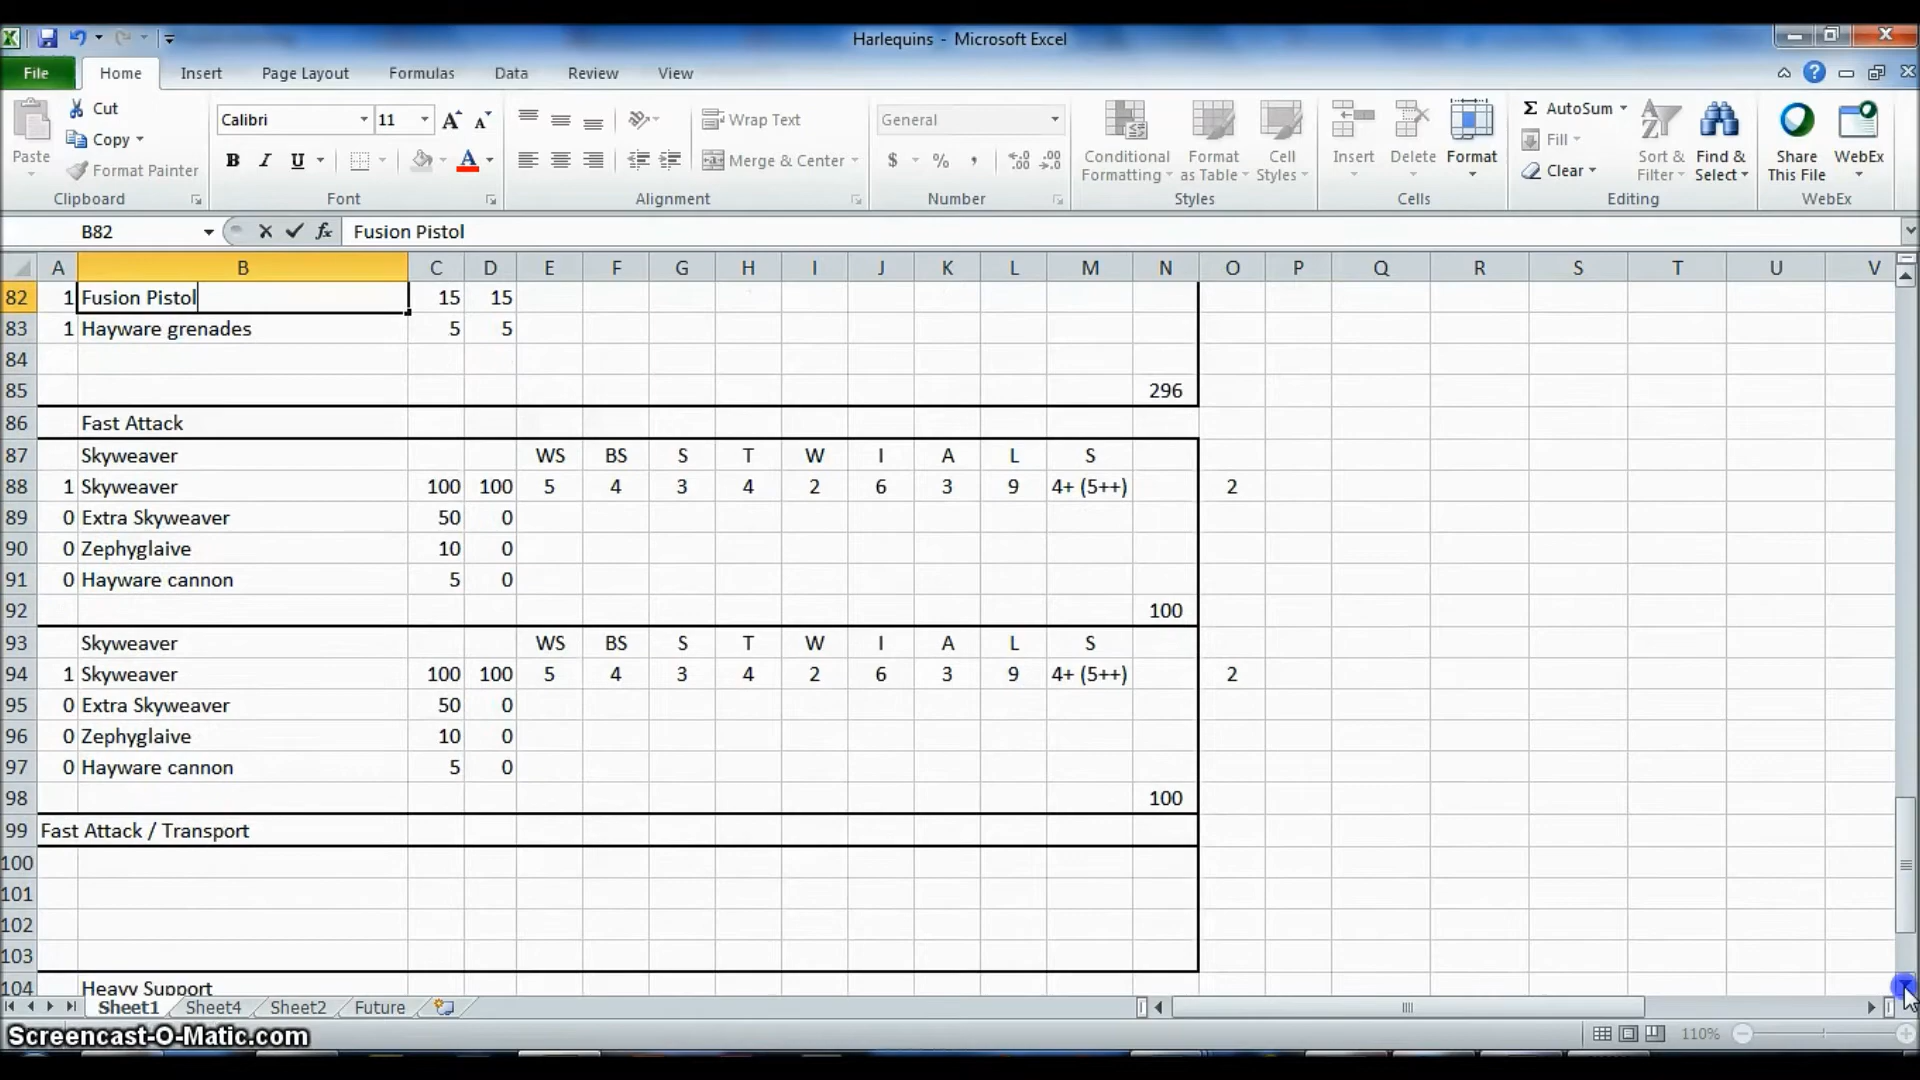 Harlequins - Microsoft Excel
File Home Insert Page Layout Formulas Data Review View
Paste Cut Copy Format Painter Clipboard
Calibri 11 A A B I U A Font
Wrap Text Merge & Center Alignment
General $ % , .0 .00 .00 .0 Number
Conditional Formatting Format as Table Cell Styles Styles
Insert Delete Format Cells
Σ AutoSum Fill Clear Sort & Filter Find & Select Editing
Share This File WebEx WebEx
B82 fx Fusion Pistol
A B C D E F G H I J K L M N O P Q R S T U V
82 1 Fusion Pistol 15 15
83 1 Hayware grenades 5 5
84
85 296
86 Fast Attack
87 Skyweaver WS BS S T W I A L S
88 1 Skyweaver 100 100 5 4 3 4 2 6 3 9 4+ (5++) 2
89 0 Extra Skyweaver 50 0
90 0 Zephyglaive 10 0
91 0 Hayware cannon 5 0
92 100
93 Skyweaver WS BS S T W I A L S
94 1 Skyweaver 100 100 5 4 3 4 2 6 3 9 4+ (5++) 2
95 0 Extra Skyweaver 50 0
96 0 Zephyglaive 10 0
97 0 Hayware cannon 5 0
98 100
99 Fast Attack / Transport
100
101
102
103
104 Heavy Support
Sheet1 Sheet4 Sheet2 Future
Screencast-O-Matic.com 110%